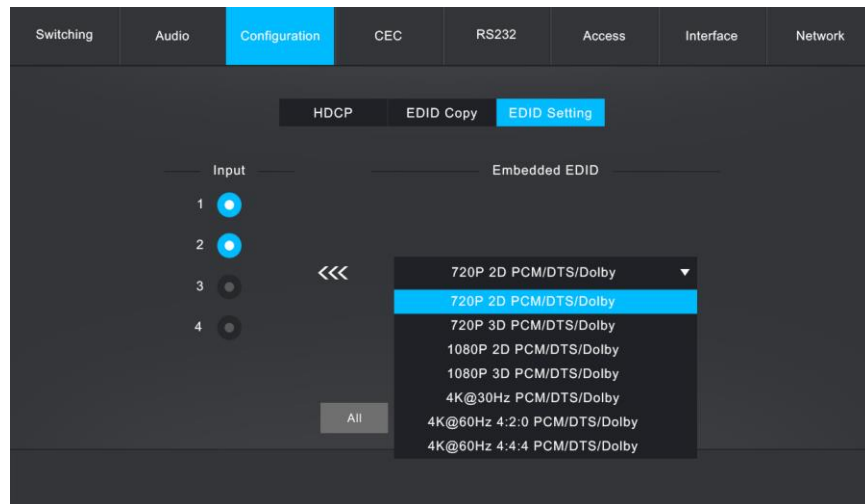 Switching Audio Configuration CEC RS232 Access Interface Network
HDCP EDID Copy EDID Setting
Input Embedded EDID
1
2
3
4
<<< 720P 2D PCM/DTS/Dolby
720P 2D PCM/DTS/Dolby
720P 3D PCM/DTS/Dolby
1080P 2D PCM/DTS/Dolby
1080P 3D PCM/DTS/Dolby
4K@30Hz PCM/DTS/Dolby
All
4K@60Hz 4:2:0 PCM/DTS/Dolby
4K@60Hz 4:4:4 PCM/DTS/Dolby